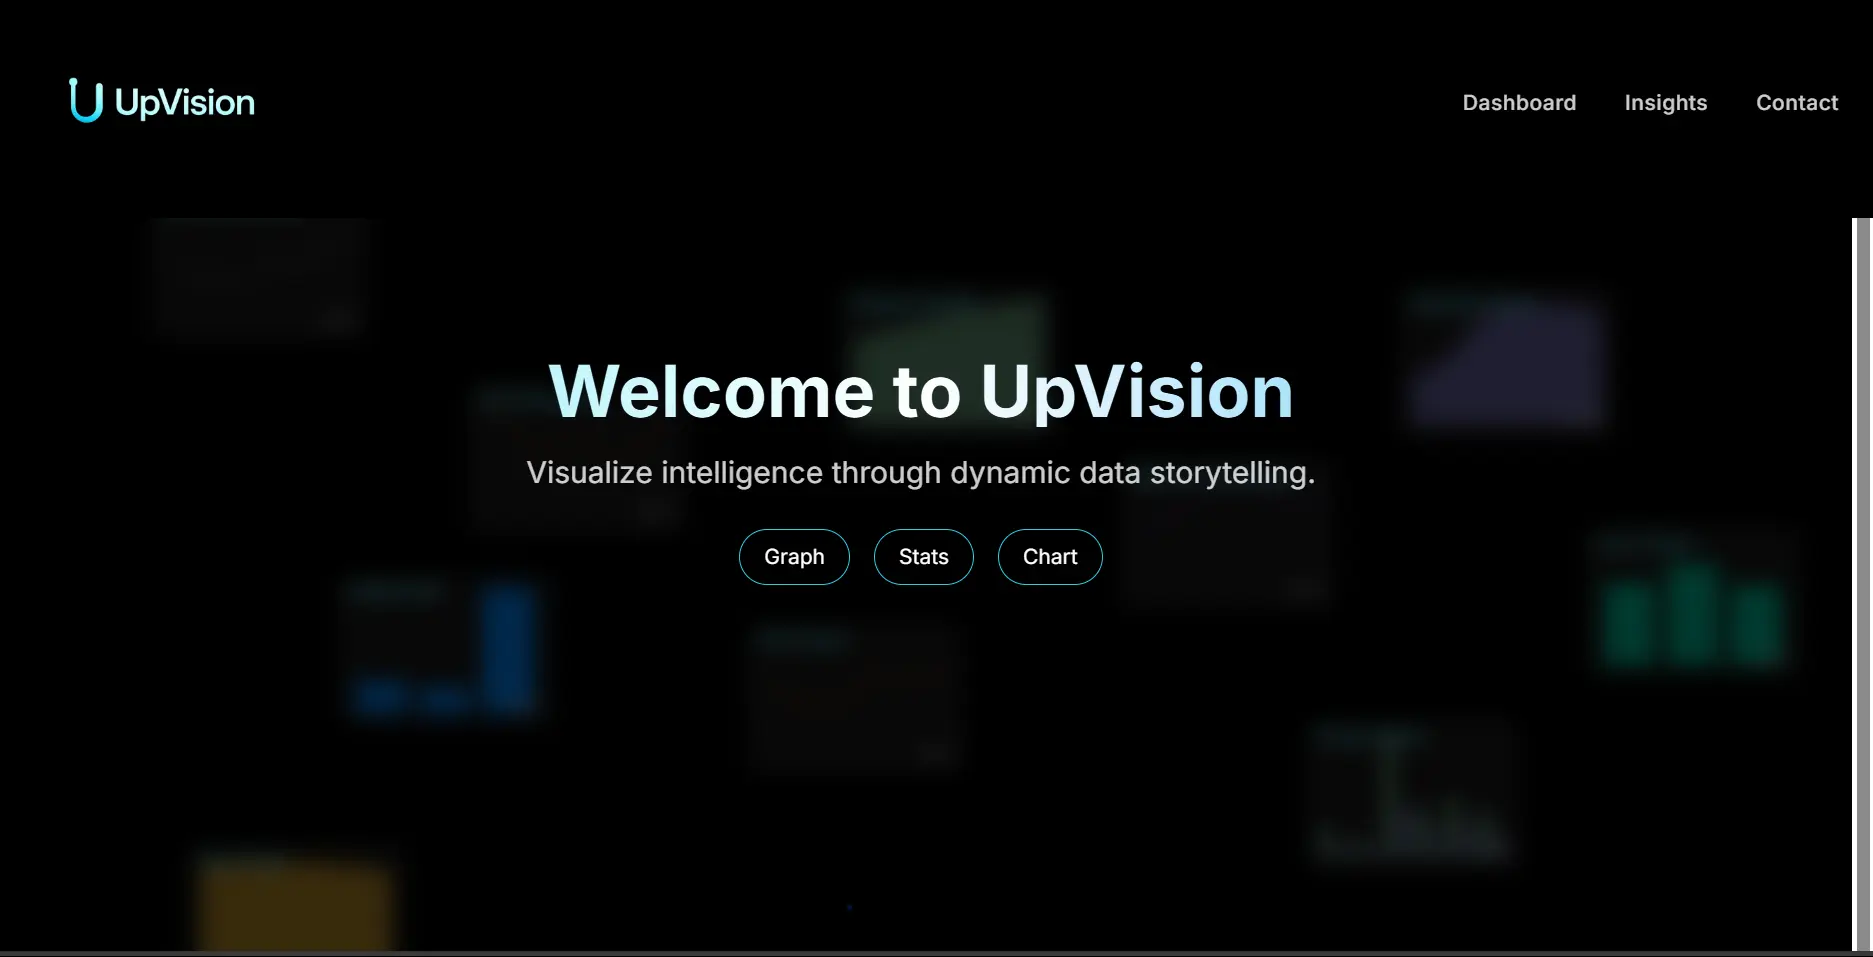 UpVision
Dashboard Insights Contact
Welcome to UpVision
Visualize intelligence through dynamic data storytelling.
Graph Stats Chart